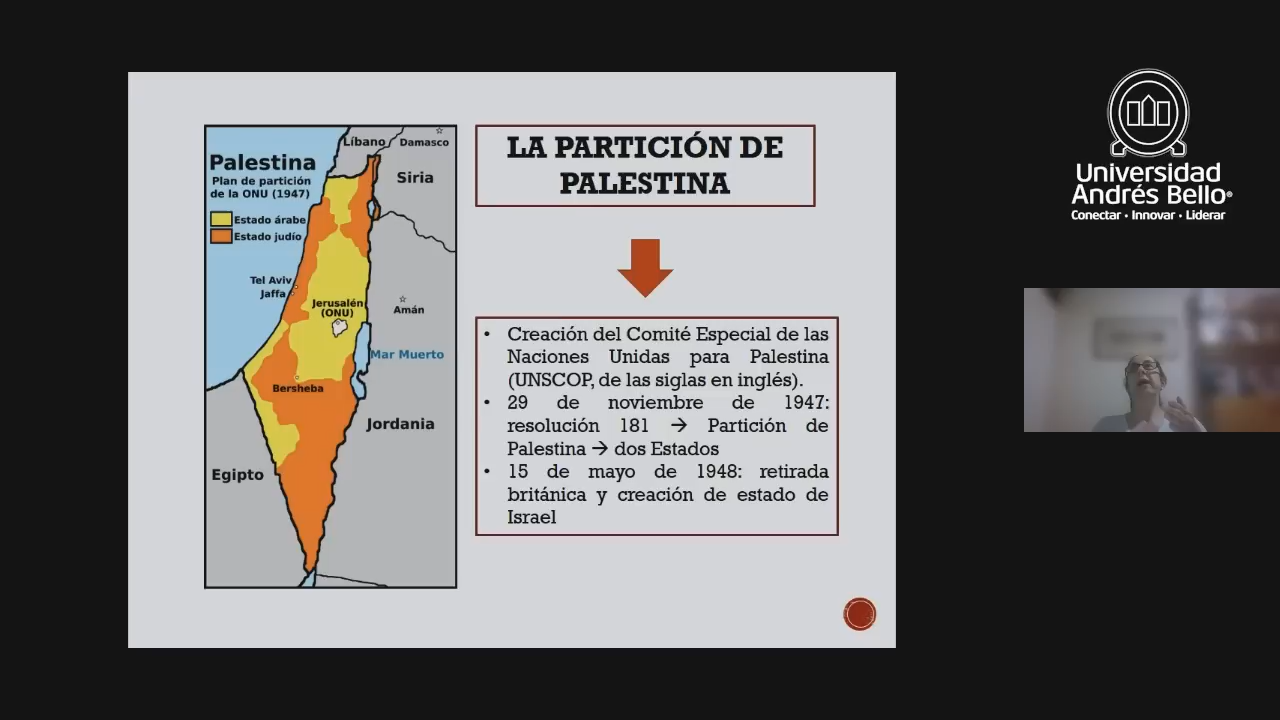 Palestina
Plan de partición
de la ONU (1947)
Estado árabe
Estado judío
Líbano
Damasco
Siria
Tel Aviv
Jaffa
Jerusalén
(ONU)
Amán
Mar Muerto
Bersheba
Jordania
Egipto
LA PARTICIÓN DE
PALESTINA
• Creación del Comité Especial de las
Naciones Unidas para Palestina
(UNSCOP, de las siglas en inglés).
• 29 de noviembre de 1947:
resolución 181 → Partición de
Palestina → dos Estados
• 15 de mayo de 1948: retirada
británica y creación de estado de
Israel
Universidad
Andrés Bello®
Conectar • Innovar • Liderar